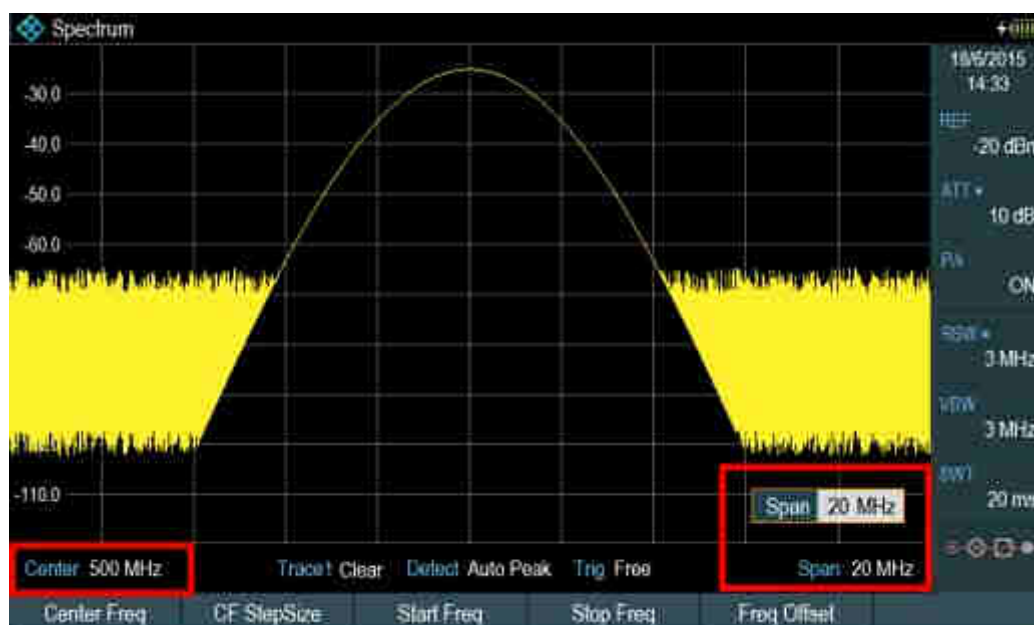 Spectrum
18/6/2015
14:33
-30.0
-40.0
-50.0
-60.0
-110.0
REF
-20 dBm
ATT
10 dB
PA
ON
RBW
3 MHz
VBW
3 MHz
SWT
20 ms
Span 20 MHz
Center 500 MHz Trace1 Clear Detect Auto Peak Trig Free Span 20 MHz
Center Freq CF StepSize Start Freq Stop Freq Freq Offset